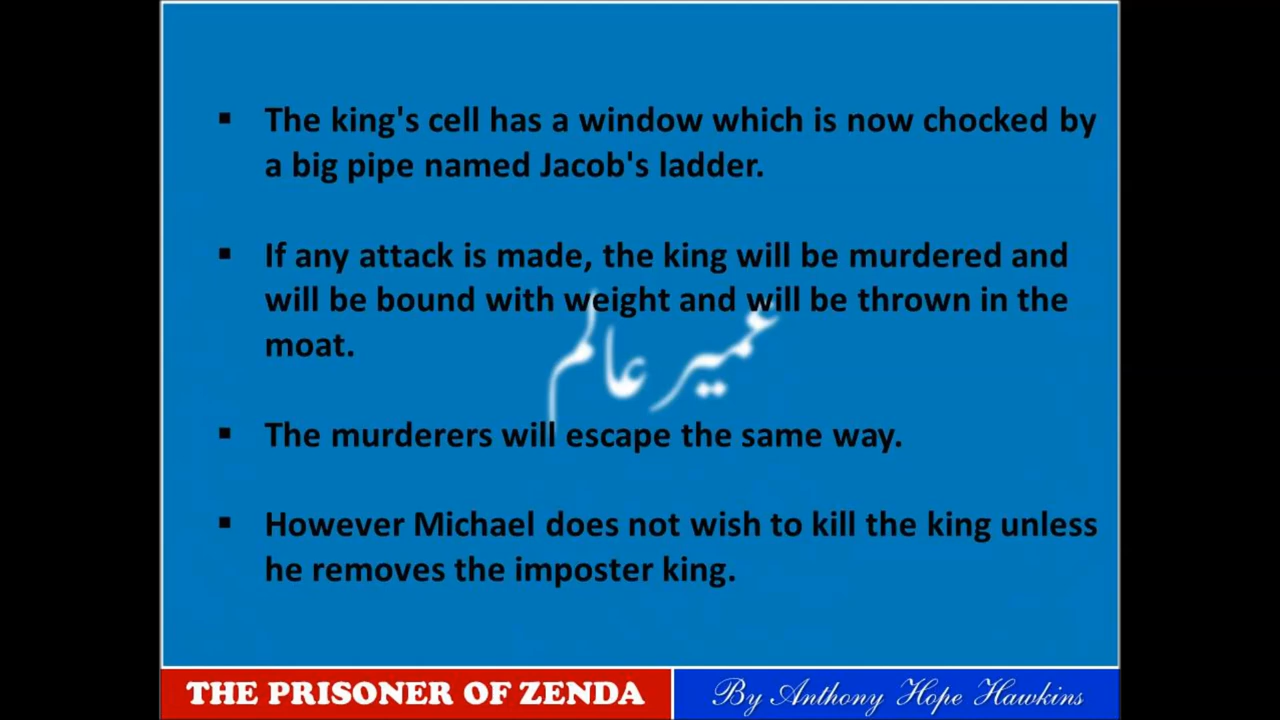 ▪ The king's cell has a window which is now chocked by
a big pipe named Jacob's ladder.
▪ If any attack is made, the king will be murdered and
will be bound with weight and will be thrown in the
moat.
عمیر عالم
▪ The murderers will escape the same way.
▪ However Michael does not wish to kill the king unless
he removes the imposter king.
THE PRISONER OF ZENDA
By Anthony Hope Hawkins